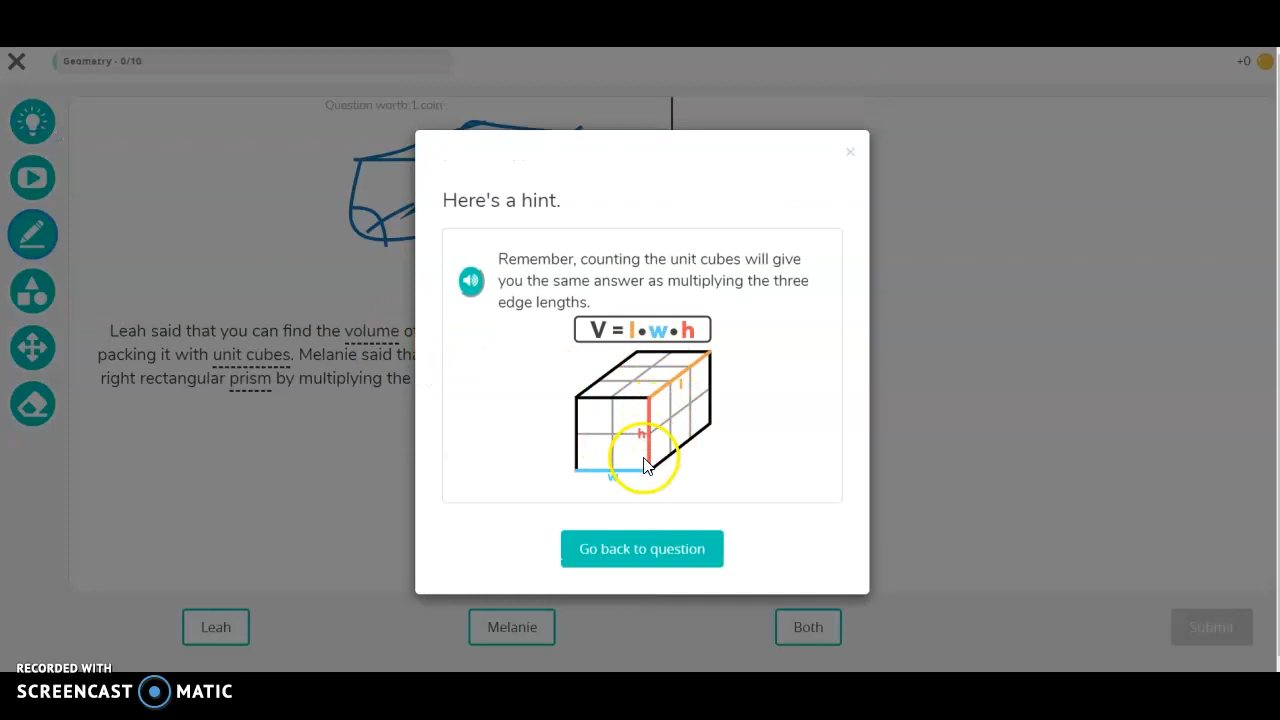 Geometry - 0/10
+0
Question worth 1 coin
Here's a hint.
Remember, counting the unit cubes will give
you the same answer as multiplying the three
edge lengths.
V = l•w•h
l
h
w
Leah said that you can find the volume
packing it with unit cubes. Melanie said
right rectangular prism by multiplying the
Go back to question
Leah
Melanie
Both
Submit
RECORDED WITH
SCREENCAST MATIC